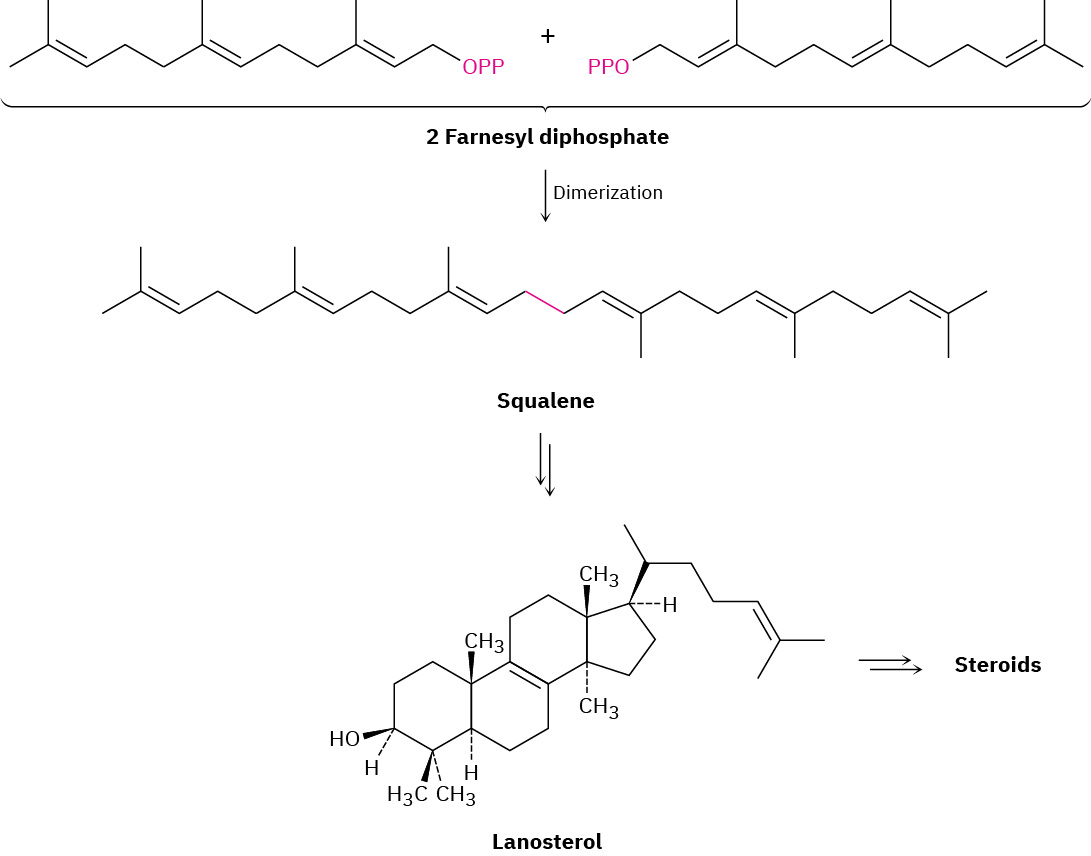 +
OPP PPO
2 Farnesyl diphosphate
Dimerization
Squalene
CH3
H
CH3
Steroids
CH3
HO
H H
H3C CH3
Lanosterol